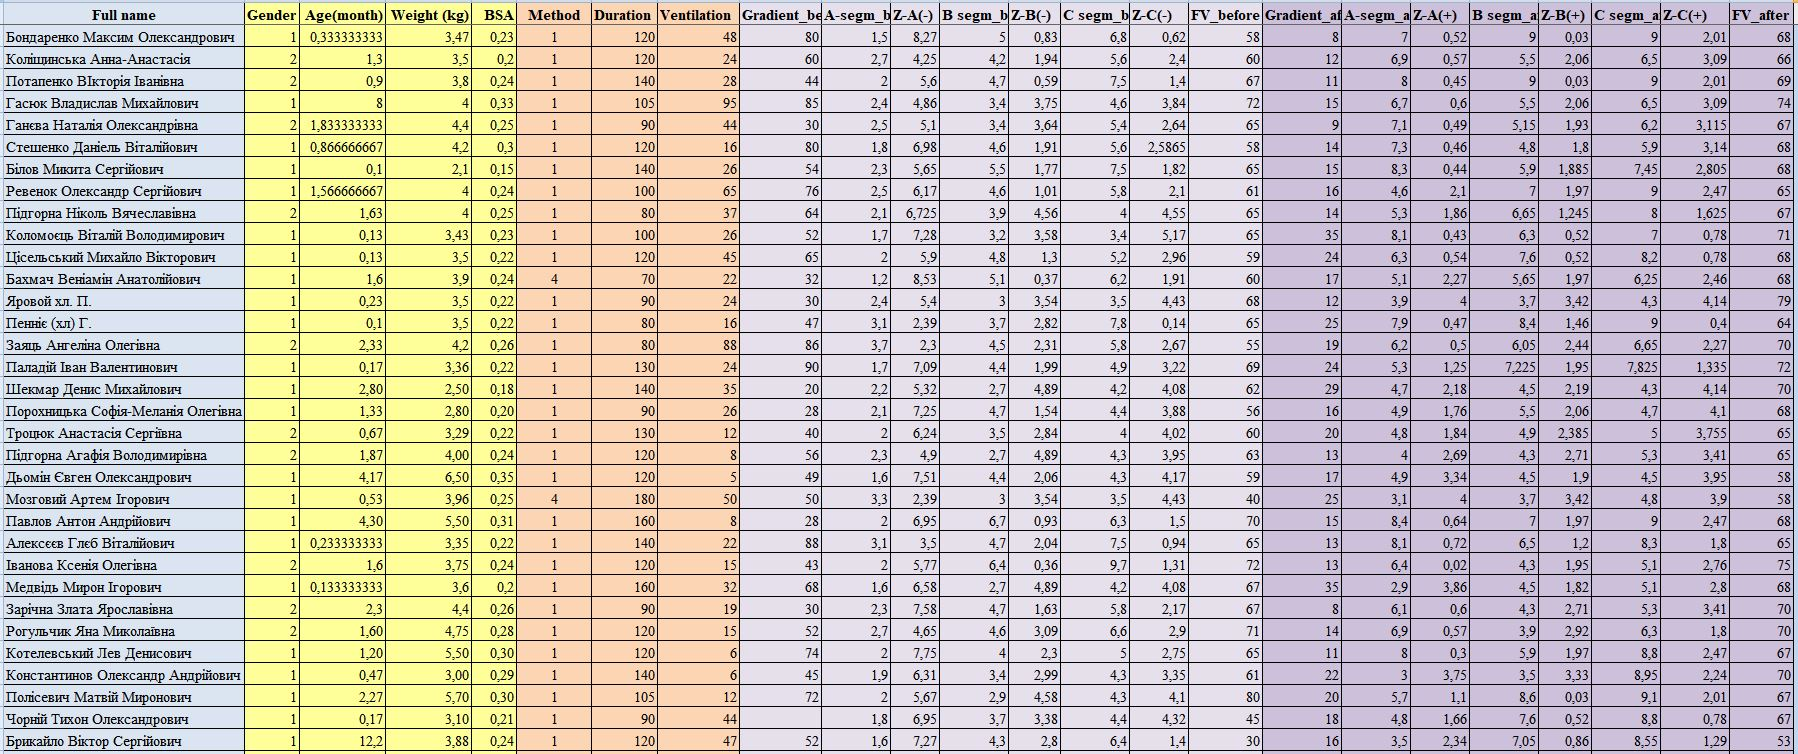 Full name Gender Age(month) Weight (kg) BSA Method Duration Ventilation Gradient_be A-segm_b Z-A(-) B segm_b Z-B(-) C segm_b Z-C(-) FV_before Gradient_af A-segm_a Z-A(+) B segm_a Z-B(+) C segm_a Z-C(+) FV_after
Бондаренко Максим Олександрович 1 0,333333333 3,47 0,23 1 120 48 80 1,5 8,27 5 0,83 6,8 0,62 58 8 7 0,52 9 0,03 9 2,01 68
Коліщинська Анна-Анастасія 2 1,3 3,5 0,2 1 120 24 60 2,7 4,25 4,2 1,94 5,6 2,4 60 12 6,9 0,57 5,5 2,06 6,5 3,09 66
Потапенко ВІкторія Іванівна 2 0,9 3,8 0,24 1 140 28 44 2 5,6 4,7 0,59 7,5 1,4 67 11 8 0,45 9 0,03 9 2,01 69
Гасюк Владислав Михайлович 1 8 4 0,33 1 105 95 85 2,4 4,86 3,4 3,75 4,6 3,84 72 15 6,7 0,6 5,5 2,06 6,5 3,09 74
Ганєва Наталія Олександрівна 2 1,833333333 4,4 0,25 1 90 44 30 2,5 5,1 3,4 3,64 5,4 2,64 65 9 7,1 0,49 5,15 1,93 6,2 3,115 67
Стешенко Даніель Віталійович 1 0,866666667 4,2 0,3 1 120 16 80 1,8 6,98 4,6 1,91 5,6 2,5865 58 14 7,3 0,46 4,8 1,8 5,9 3,14 68
Білов Микита Сергійович 1 0,1 2,1 0,15 1 140 26 54 2,3 5,65 5,5 1,77 7,5 1,82 65 15 8,3 0,44 5,9 1,885 7,45 2,805 68
Ревенок Олександр Сергійович 1 1,566666667 4 0,24 1 100 65 76 2,5 6,17 4,6 1,01 5,8 2,1 61 16 4,6 2,1 7 1,97 9 2,47 65
Підгорна Ніколь Вячеславівна 2 1,63 4 0,25 1 80 37 64 2,1 6,725 3,9 4,56 4 4,55 65 14 5,3 1,86 6,65 1,245 8 1,625 67
Коломоєць Віталій Володимирович 1 0,13 3,43 0,23 1 100 26 52 1,7 7,28 3,2 3,58 3,4 5,17 65 35 8,1 0,43 6,3 0,52 7 0,78 71
Цісельський Михайло Вікторович 1 0,13 3,5 0,22 1 120 45 65 2 5,9 4,8 1,3 5,2 2,96 59 24 6,3 0,54 7,6 0,52 8,2 0,78 68
Бахмач Веніамін Анатолійович 1 1,6 3,9 0,24 4 70 22 32 1,2 8,53 5,1 0,37 6,2 1,91 60 17 5,1 2,27 5,65 1,97 6,25 2,46 68
Яровой хл. П. 1 0,23 3,5 0,22 1 90 24 30 2,4 5,4 3 3,54 3,5 4,43 68 12 3,9 4 3,7 3,42 4,3 4,14 79
Пенніє (хл) Г. 1 0,1 3,5 0,22 1 80 16 47 3,1 2,39 3,7 2,82 7,8 0,14 65 25 7,9 0,47 8,4 1,46 9 0,4 64
Заяць Ангеліна Олегівна 2 2,33 4,2 0,26 1 80 88 86 3,7 2,3 4,5 2,31 5,8 2,67 55 19 6,2 0,5 6,05 2,44 6,65 2,27 70
Паладій Іван Валентинович 1 0,17 3,36 0,22 1 130 24 90 1,7 7,09 4,4 1,99 4,9 3,22 69 24 5,3 1,25 7,225 1,95 7,825 1,335 72
Шекмар Денис Михайлович 1 2,80 2,50 0,18 1 140 35 20 2,2 5,32 2,7 4,89 4,2 4,08 62 29 4,7 2,18 4,5 2,19 4,3 4,14 70
Порохницька Софія-Меланія Олегівна 1 1,33 2,80 0,20 1 90 26 28 2,1 7,25 4,7 1,54 4,4 3,88 56 16 4,9 1,76 5,5 2,06 4,7 4,1 68
Троцюк Анастасія Сергіївна 2 0,67 3,29 0,22 1 130 12 40 2 6,24 3,5 2,84 4 4,02 60 20 4,8 1,84 4,9 2,385 5 3,755 65
Підгорна Агафія Володимирівна 2 1,87 4,00 0,24 1 120 8 56 2,3 4,9 2,7 4,89 4,3 3,95 63 13 4 2,69 4,3 2,71 5,3 3,41 65
Дьомін Євген Олександрович 1 4,17 6,50 0,35 1 120 5 49 1,6 7,51 4,4 2,06 4,3 4,17 59 17 4,9 3,34 4,5 1,9 4,5 3,95 58
Мозговий Артем Ігорович 1 0,53 3,96 0,25 4 180 50 50 3,3 2,39 3 3,54 3,5 4,43 40 25 3,1 4 3,7 3,42 4,8 3,9 58
Павлов Антон Андрійович 1 4,30 5,50 0,31 1 160 8 28 2 6,95 6,7 0,93 6,3 1,5 70 15 8,4 0,64 7 1,97 9 2,47 68
Алексєєв Глєб Віталійович 1 0,233333333 3,35 0,22 1 140 22 88 3,1 3,5 4,7 2,04 7,5 0,94 65 13 8,1 0,72 6,5 1,2 8,3 1,8 65
Іванова Ксенія Олегівна 2 1,6 3,75 0,24 1 120 15 43 2 5,77 6,4 0,36 9,7 1,31 72 13 6,4 0,02 4,3 1,95 5,1 2,76 75
Медвідь Мирон Ігорович 1 0,133333333 3,6 0,2 1 160 32 68 1,6 6,58 2,7 4,89 4,2 4,08 67 35 2,9 3,86 4,5 1,82 5,1 2,8 68
Зарічна Злата Ярославівна 2 2,3 4,4 0,26 1 90 19 30 2,3 7,58 4,7 1,63 5,8 2,17 67 8 6,1 0,6 4,3 2,71 5,3 3,41 70
Рогульчик Яна Миколаївна 2 1,60 4,75 0,28 1 120 15 52 2,7 4,65 4,6 3,09 6,6 2,9 71 14 6,9 0,57 3,9 2,92 6,3 1,8 70
Котелевський Лев Денисович 1 1,20 5,50 0,30 1 120 6 74 2 7,75 4 2,3 5 2,75 65 11 8 0,3 5,9 1,97 8,8 2,47 67
Константинов Олександр Андрійович 1 0,47 3,00 0,29 1 140 6 45 1,9 6,31 3,4 2,99 4,3 3,35 61 22 3 3,75 3,5 3,33 8,95 2,24 70
Полісевич Матвій Миронович 1 2,27 5,70 0,30 1 105 12 72 2 5,67 2,9 4,58 4,3 4,1 80 20 5,7 1,1 8,6 0,03 9,1 2,01 67
Чорній Тихон Олександрович 1 0,17 3,10 0,21 1 90 44 1,8 6,95 3,7 3,38 4,4 4,32 45 18 4,8 1,66 7,6 0,52 8,8 0,78 67
Брикайло Віктор Сергійович 1 12,2 3,88 0,24 1 120 47 52 1,6 7,27 4,3 2,8 6,4 1,4 30 16 3,5 2,34 7,05 0,86 8,55 1,29 53